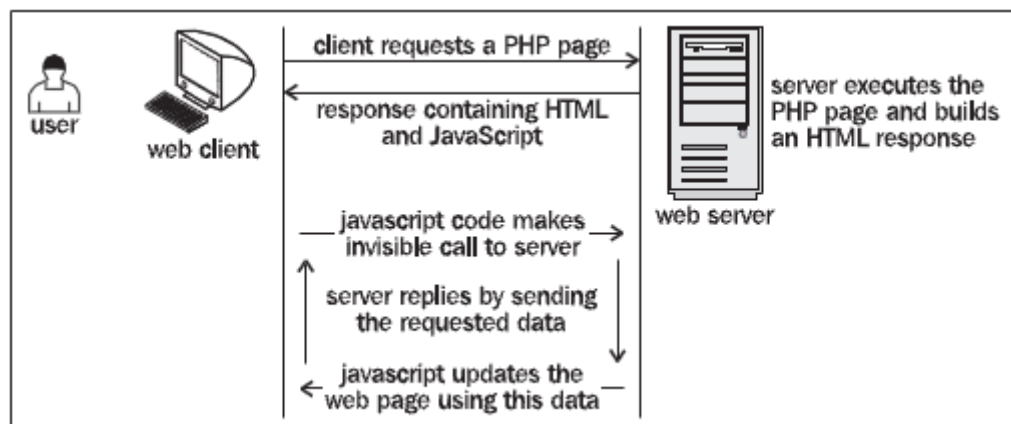 client requests a PHP page
user
web client
response containing HTML
and JavaScript
server executes the
PHP page and builds
an HTML response
web server
javascript code makes
invisible call to server
server replies by sending
the requested data
javascript updates the
web page using this data